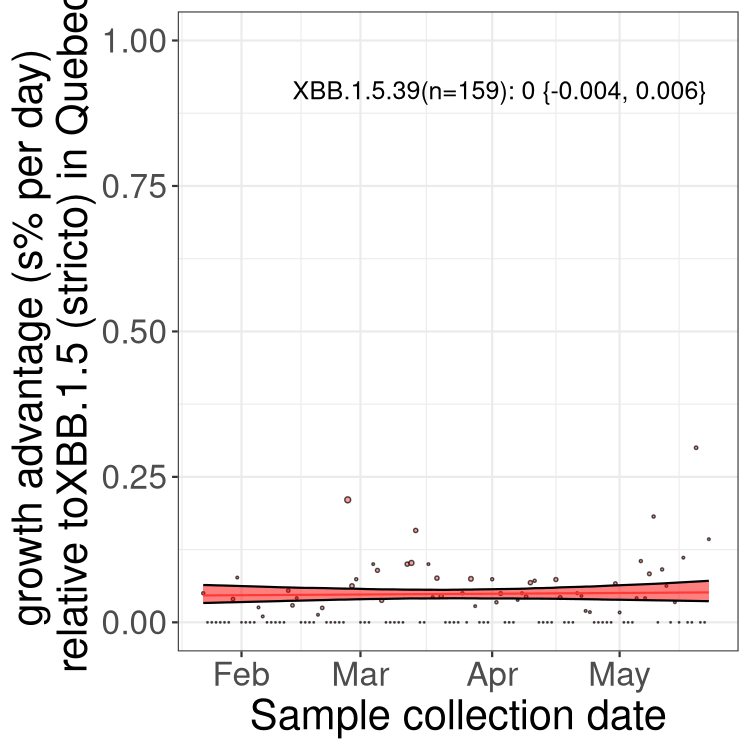 growth advantage (s% per day)
relative toXBB.1.5 (stricto) in Quebec
1.00
0.75
0.50
0.25
0.00
XBB.1.5.39(n=159): 0 {-0.004, 0.006}
Feb Mar Apr May
Sample collection date